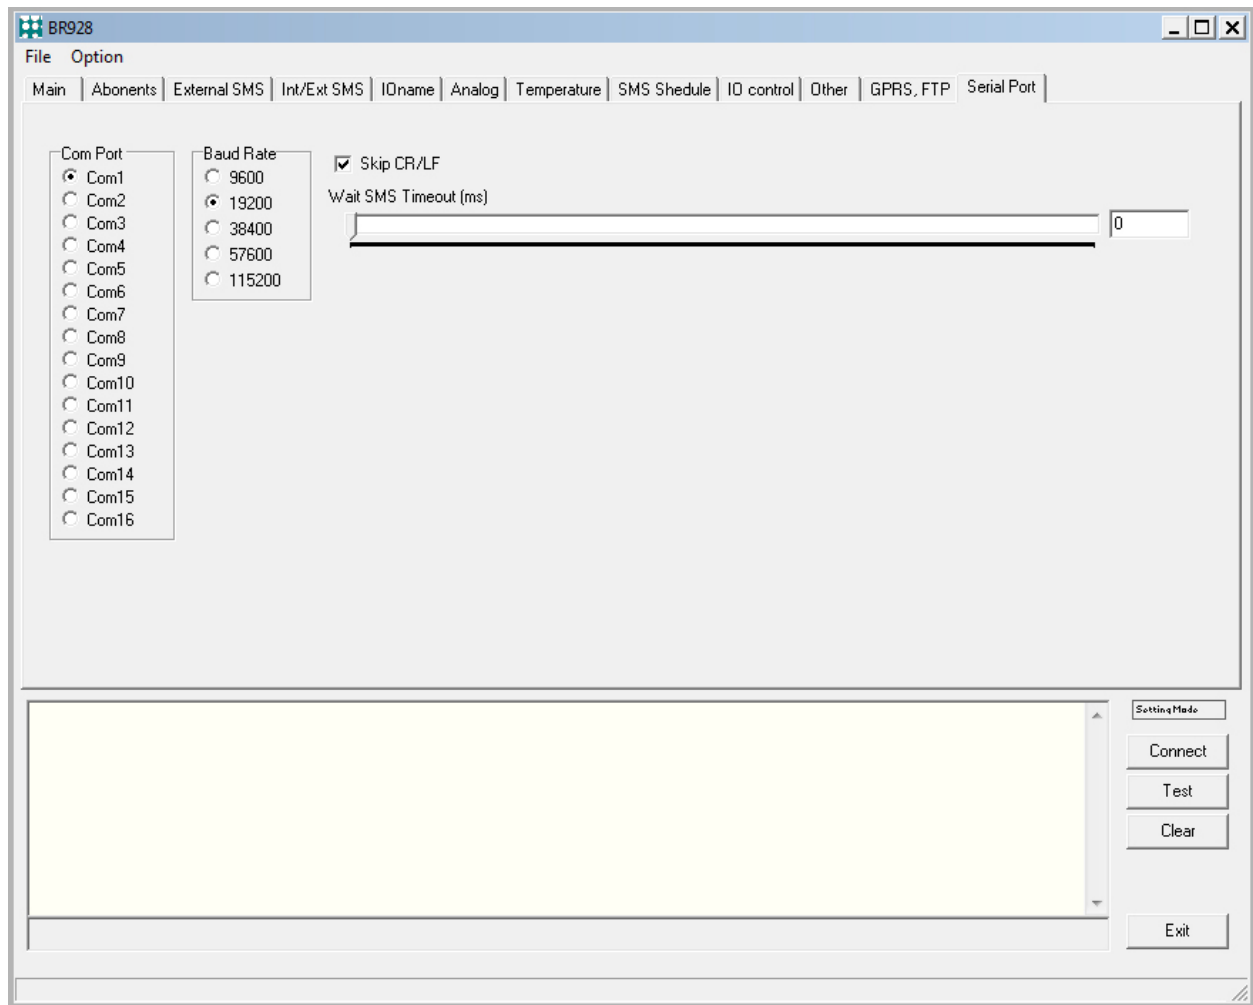 BR928
File Option
Main Abonents External SMS Int/Ext SMS IOname Analog Temperature SMS Shedule IO control Other GPRS, FTP Serial Port
Com Port
Com1
Com2
Com3
Com4
Com5
Com6
Com7
Com8
Com9
Com10
Com11
Com12
Com13
Com14
Com15
Com16
Baud Rate
9600
19200
38400
57600
115200
Skip CR/LF
Wait SMS Timeout (ms)
0
Setting Mode
Connect
Test
Clear
Exit